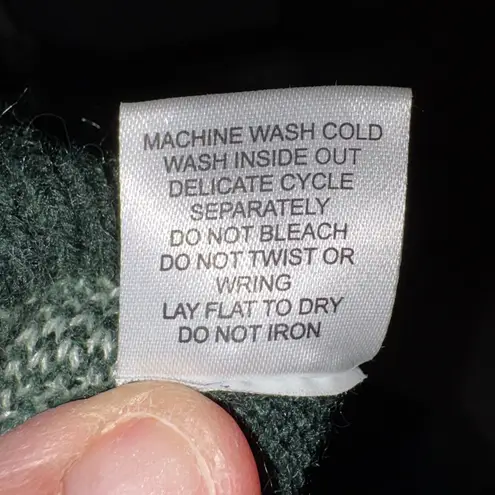 MACHINE WASH COLD
WASH INSIDE OUT
DELICATE CYCLE
SEPARATELY
DO NOT BLEACH
DO NOT TWIST OR
WRING
LAY FLAT TO DRY
DO NOT IRON